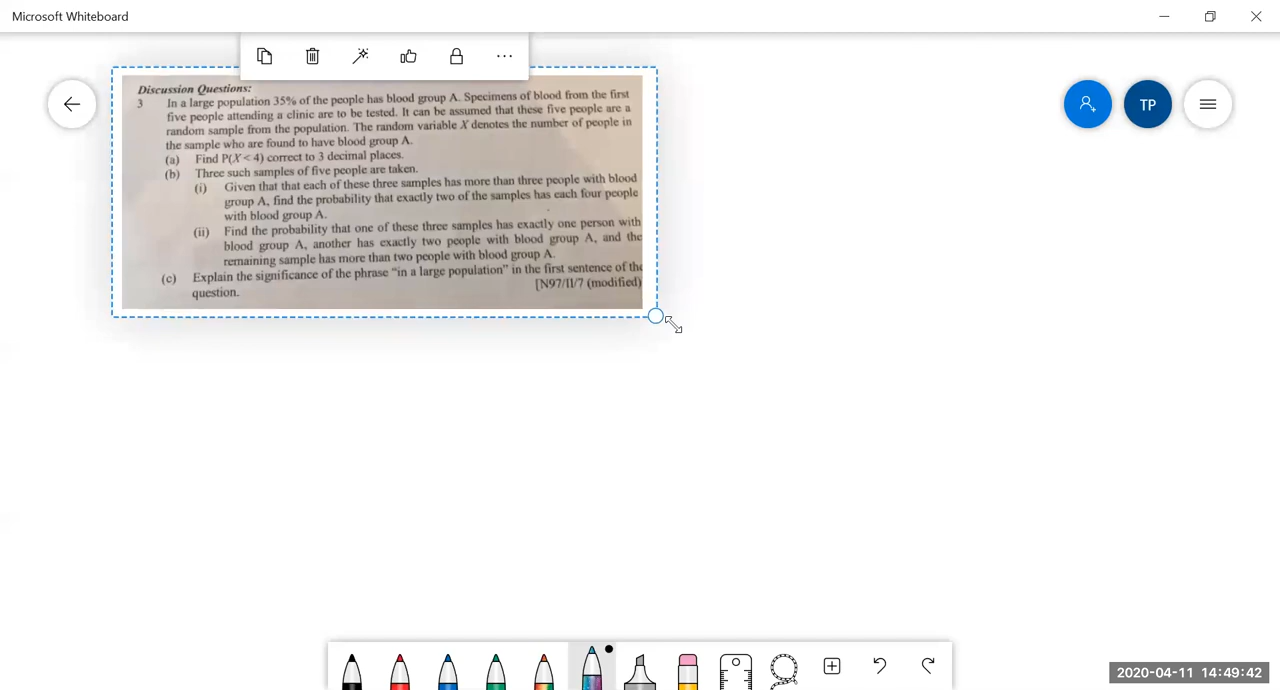 Microsoft Whiteboard
Discussion Questions:
3 In a large population 35% of the people has blood group A. Specimens of blood from the first
five people attending a clinic are to be tested. It can be assumed that these five people are a
random sample from the population. The random variable X denotes the number of people in
the sample who are found to have blood group A.
(a) Find P(X < 4) correct to 3 decimal places.
(b) Three such samples of five people are taken.
(i) Given that that each of these three samples has more than three people with blood
group A, find the probability that exactly two of the samples has each four people
with blood group A.
(ii) Find the probability that one of these three samples has exactly one person with
blood group A, another has exactly two people with blood group A, and the
remaining sample has more than two people with blood group A.
(c) Explain the significance of the phrase “in a large population” in the first sentence of the
question. [N97/II/7 (modified)
TP
2020-04-11 14:49:42